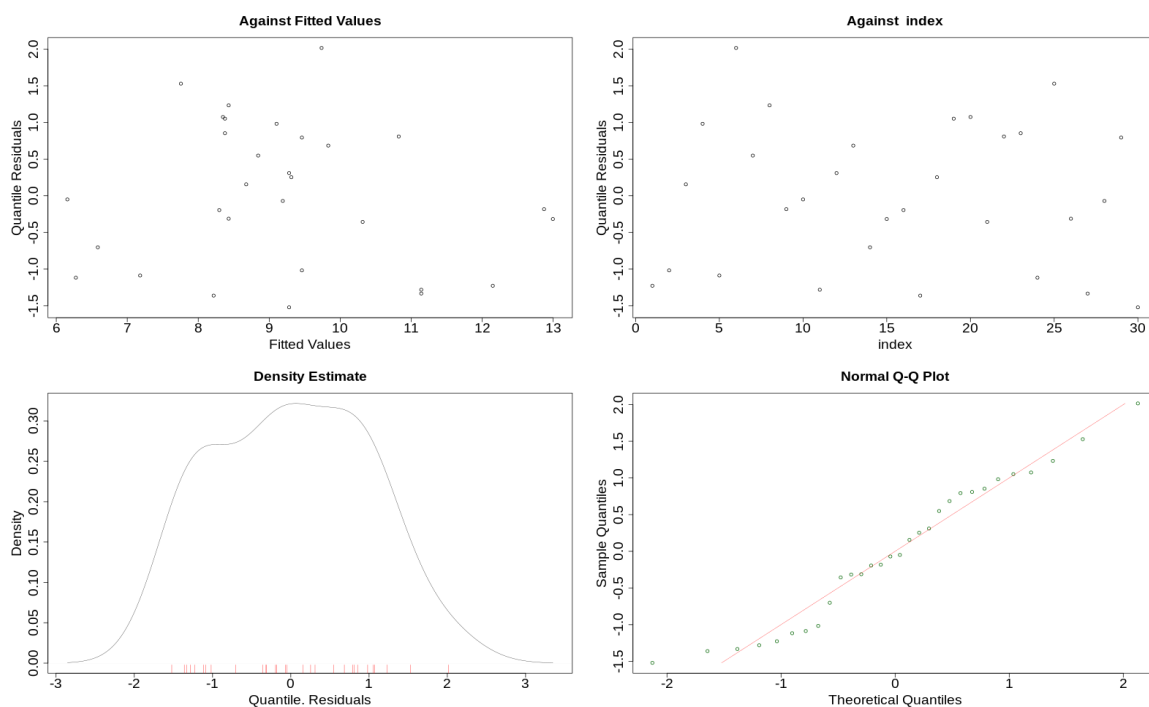 Against Fitted Values
Quantile Residuals
2.0
1.5
1.0
0.5
0.0
-0.5
-1.0
-1.5
6 7 8 9 10 11 12 13
Fitted Values
Against  index
Quantile Residuals
2.0
1.5
1.0
0.5
0.0
-0.5
-1.0
-1.5
0 5 10 15 20 25 30
index
Density Estimate
Density
0.30
0.25
0.20
0.15
0.10
0.05
0.00
-3 -2 -1 0 1 2 3
Quantile. Residuals
Normal Q-Q Plot
Sample Quantiles
2.0
1.5
1.0
0.5
0.0
-0.5
-1.0
-1.5
-2 -1 0 1 2
Theoretical Quantiles